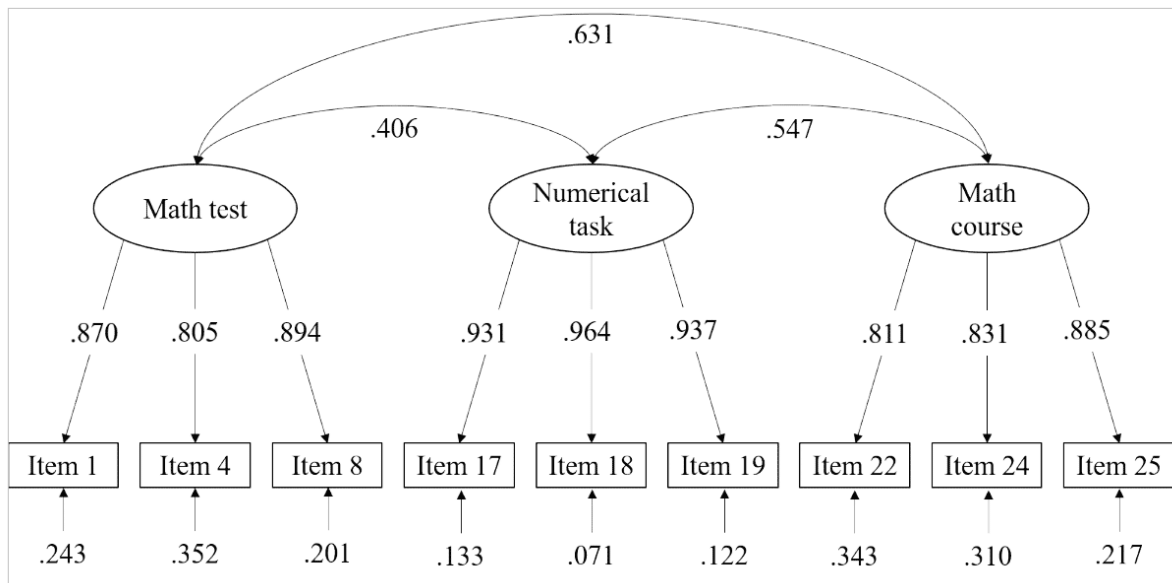 .631
.406
.547
Math test
Numerical
task
Math
course
.870
.805
.894
.931
.964
.937
.811
.831
.885
Item 1
Item 4
Item 8
Item 17
Item 18
Item 19
Item 22
Item 24
Item 25
.243
.352
.201
.133
.071
.122
.343
.310
.217